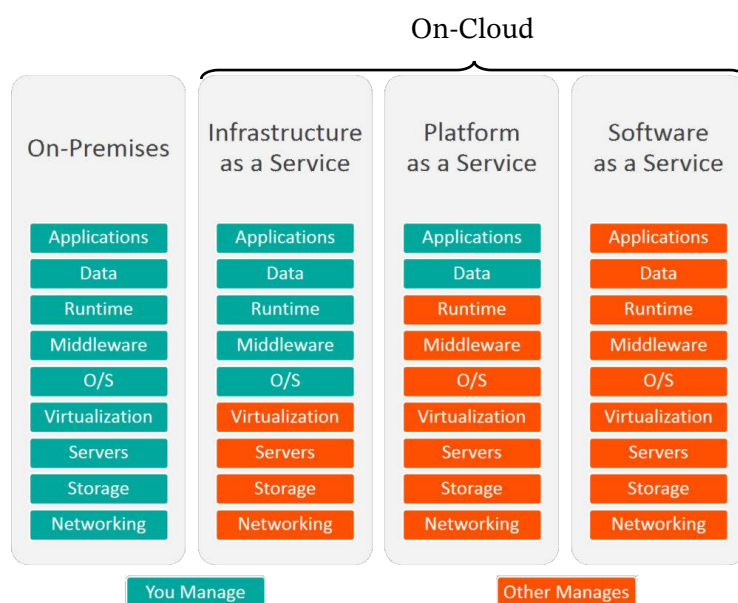 On-Cloud
On-Premises
Applications
Data
Runtime
Middleware
O/S
Virtualization
Servers
Storage
Networking
Infrastructure
as a Service
Applications
Data
Runtime
Middleware
O/S
Virtualization
Servers
Storage
Networking
Platform
as a Service
Applications
Data
Runtime
Middleware
O/S
Virtualization
Servers
Storage
Networking
Software
as a Service
Applications
Data
Runtime
Middleware
O/S
Virtualization
Servers
Storage
Networking
You Manage
Other Manages